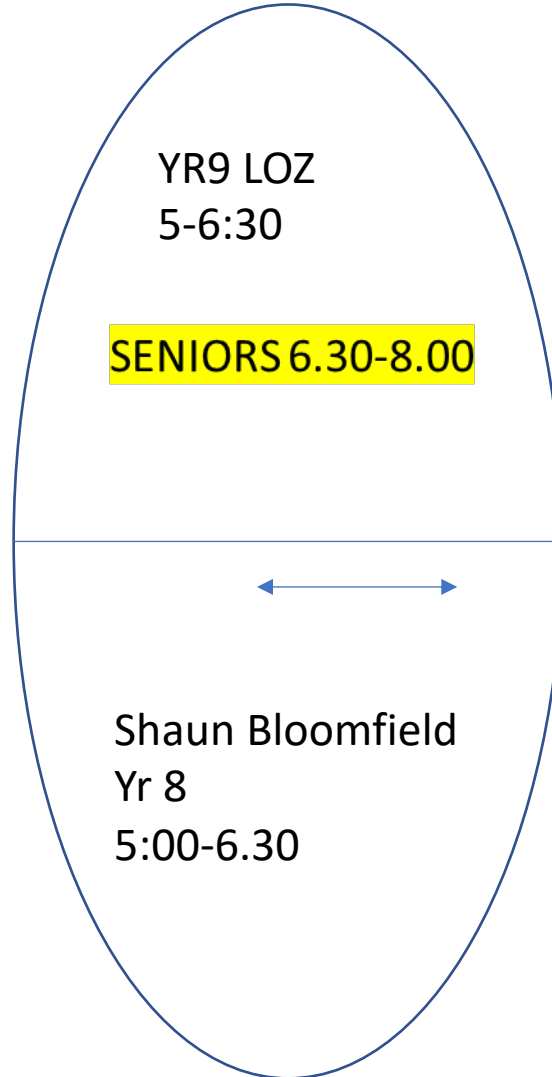 YR9 LOZ
5-6:30
SENIORS 6.30-8.00
Shaun Bloomfield
Yr 8
5:00-6.30